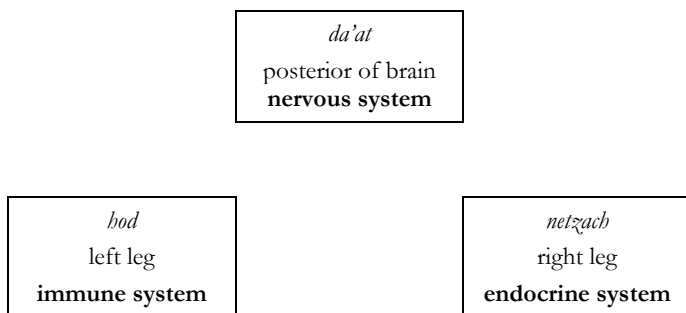 da’at
posterior of brain
nervous system
hod
left leg
immune system
netzach
right leg
endocrine system